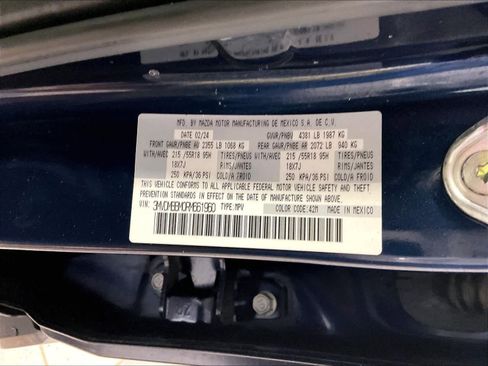 MFD. BY MAZDA MOTOR MANUFACTURING DE MEXICO S.A. DE C.V.
DATE 02/24 GVWR/PNBV 4381 LB 1987 KG
FRONT GAWR/PNBE AR 2355 LB 1068 KG REAR GAWR/PNBE AR 2072 LB 940 KG
WITH/AVEC 215 /55R18 95H TIRES/PNEUS WITH/AVEC 215 /55R18 95H TIRES/PNEUS
18X7J RIMS/JANTES 18X7J RIMS/JANTES
250 KPA/36 PSI COLD/A FROID 250 KPA/36 PSI COLD/A FROID
THIS VEHICLE CONFORMS TO ALL APPLICABLE FEDERAL MOTOR VEHICLE SAFETY AND THEFT
PREVENTION STANDARDS IN EFFECT ON THE DATE OF MANUFACTURE SHOWN ABOVE.
VIN: TYPE:MPV COLOR CODE:42M MADE IN MEXICO